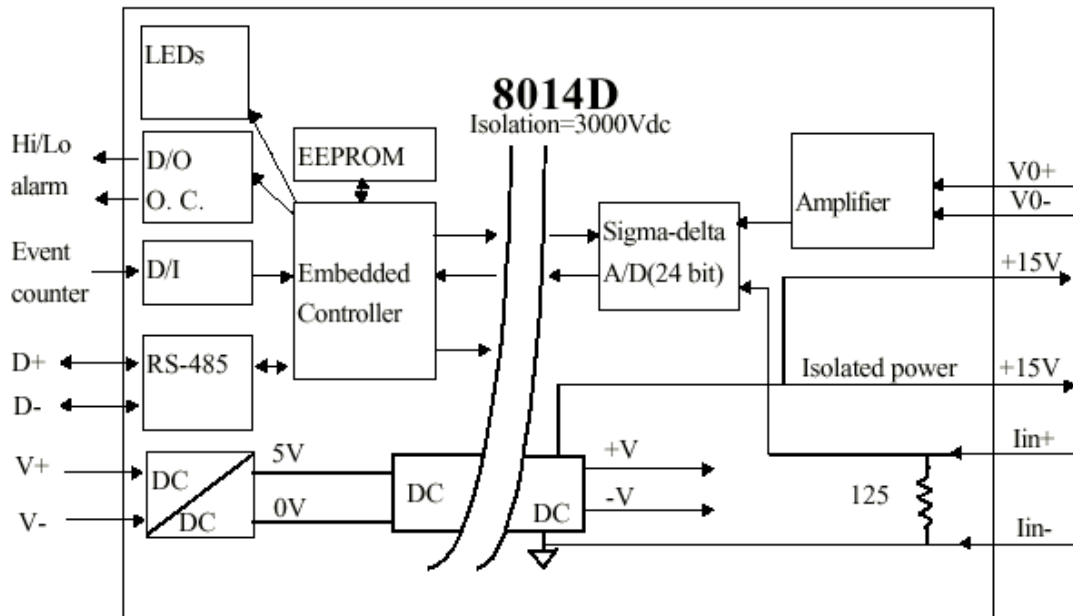 8014D
Isolation=3000Vdc
LEDs
Hi/Lo
alarm
D/O
O. C.
EEPROM
Event
counter
D/I
Embedded
Controller
Sigma-delta
A/D(24 bit)
Amplifier
V0+
V0-
+15V
D+
D-
RS-485
Isolated power
+15V
V+
V-
DC
DC
5V
0V
DC
DC
+V
-V
125
Iin+
Iin-